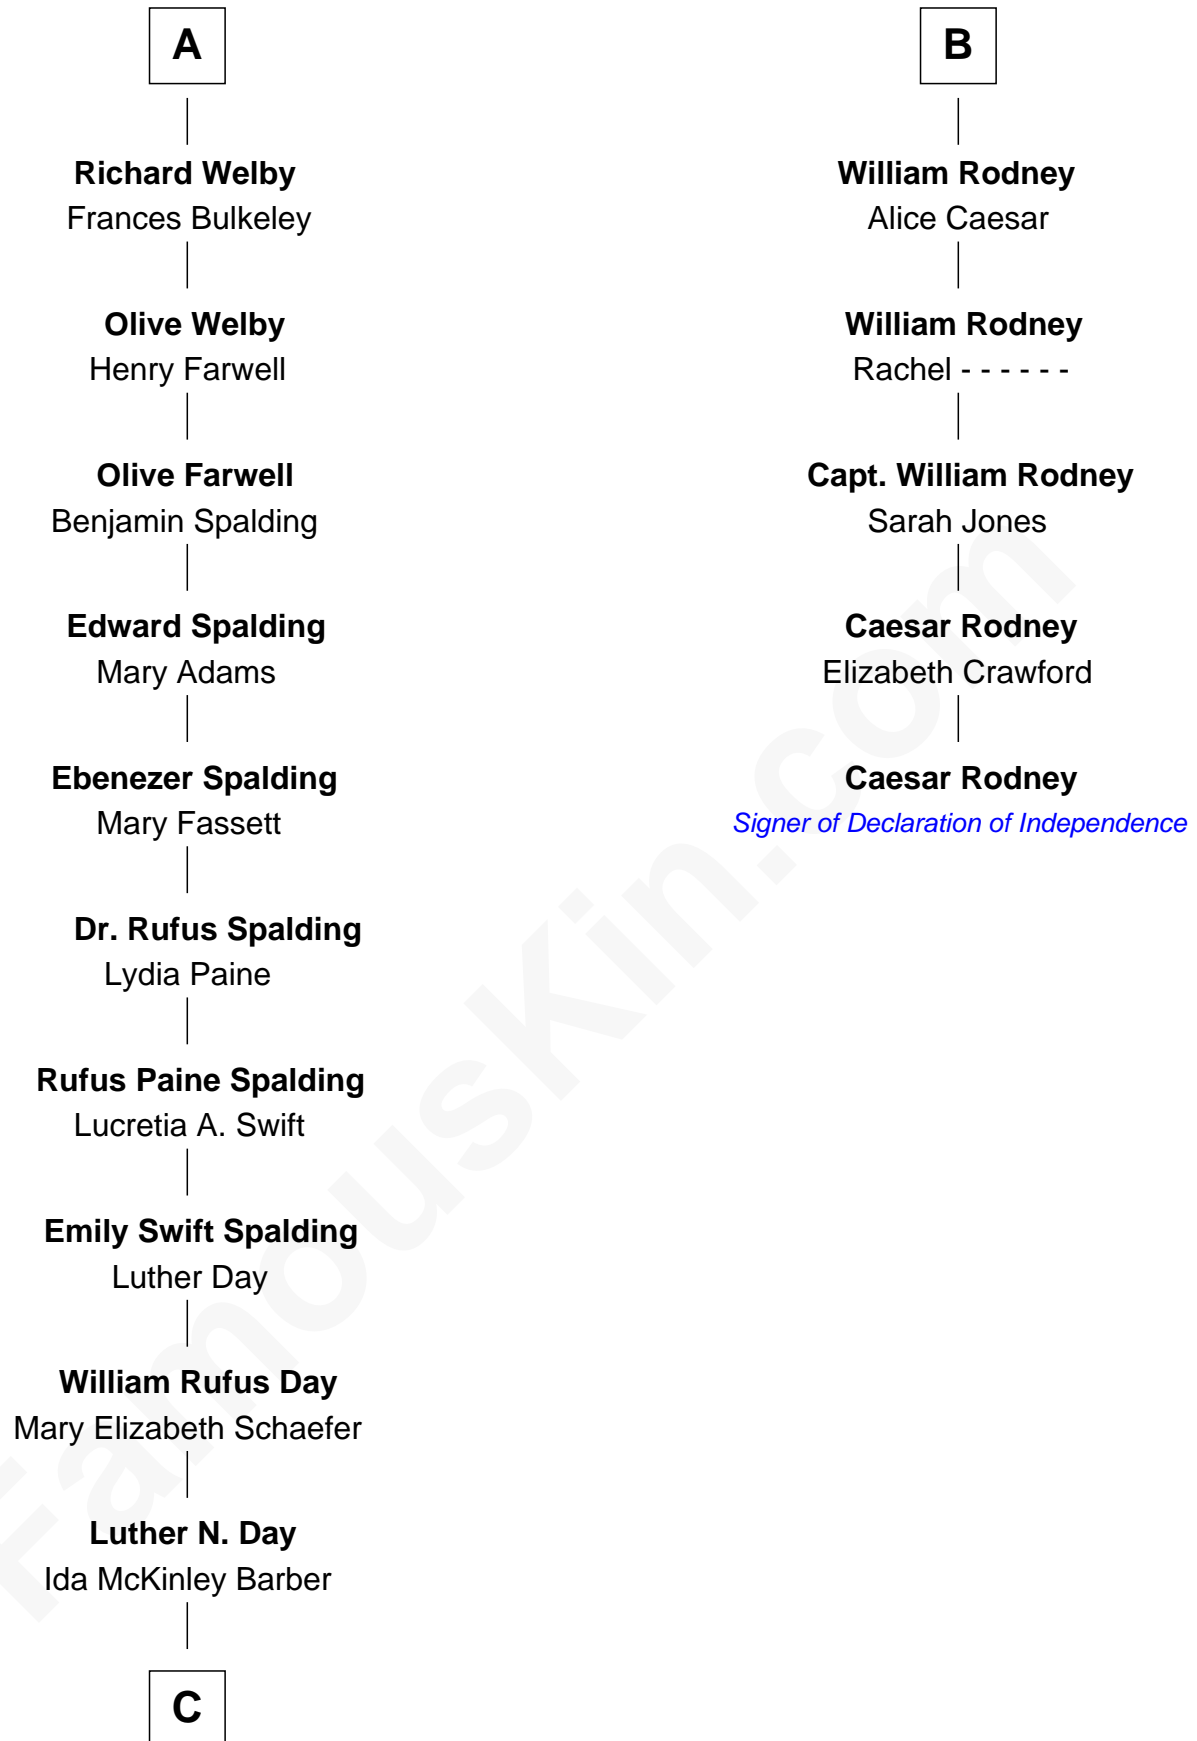 A
Richard Welby
Frances Bulkeley
Olive Welby
Henry Farwell
Olive Farwell
Benjamin Spalding
Edward Spalding
Mary Adams
Ebenezer Spalding
Mary Fassett
Dr. Rufus Spalding
Lydia Paine
Rufus Paine Spalding
Lucretia A. Swift
Emily Swift Spalding
Luther Day
William Rufus Day
Mary Elizabeth Schaefer
Luther N. Day
Ida McKinley Barber
C
B
William Rodney
Alice Caesar
William Rodney
Rachel - - - - - -
Capt. William Rodney
Sarah Jones
Caesar Rodney
Elizabeth Crawford
Caesar Rodney
Signer of Declaration of Independence
FamousKin.com